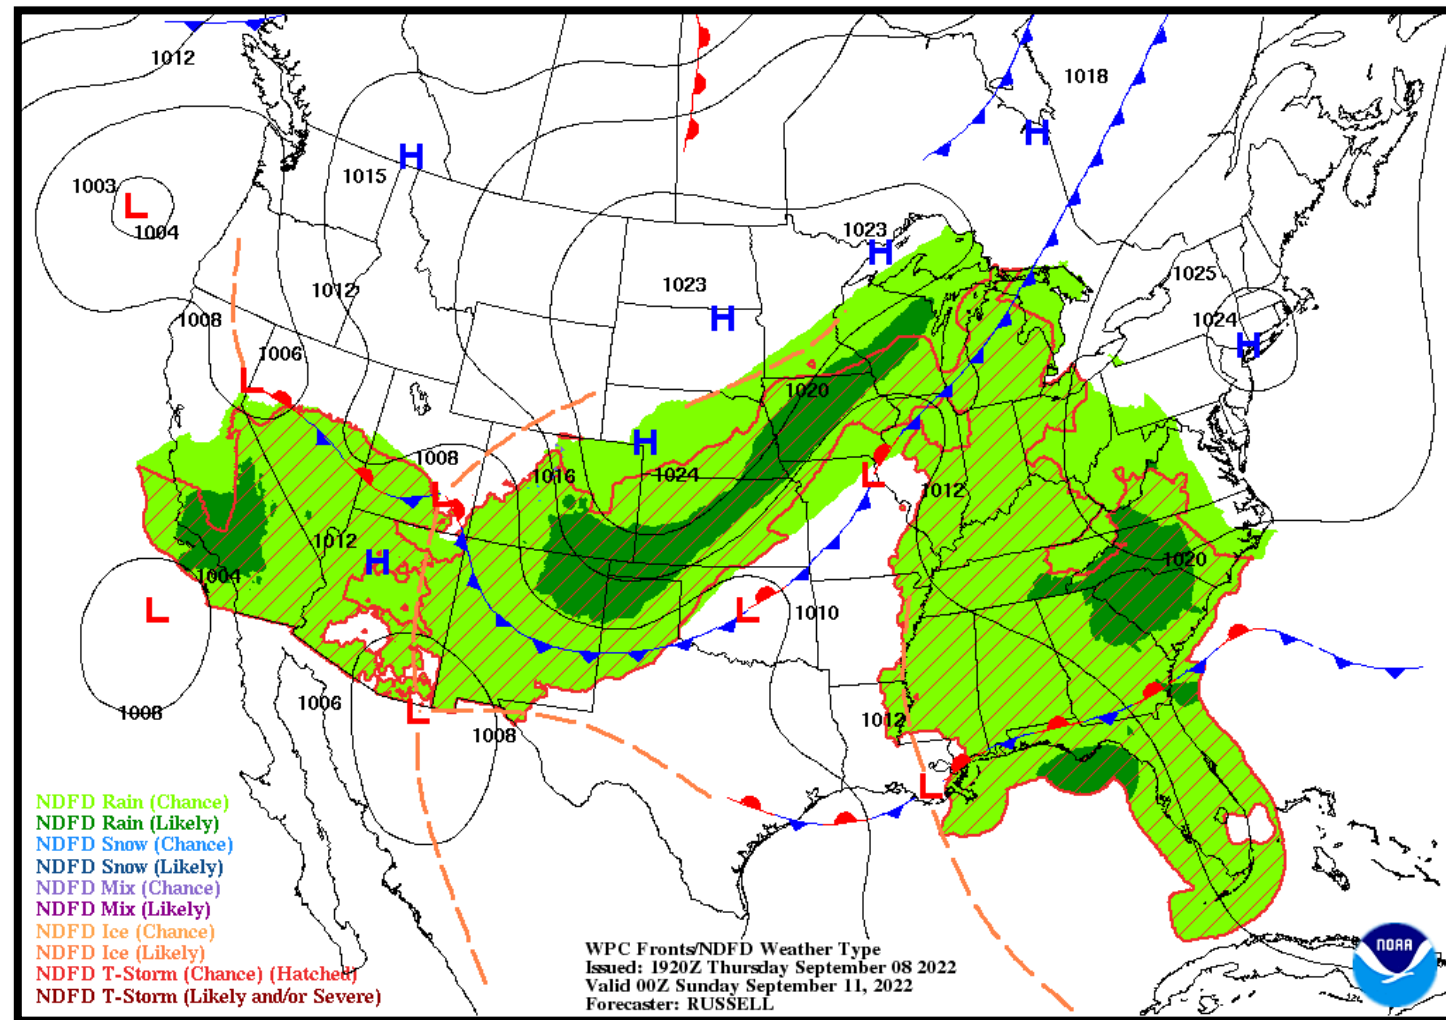 1012
1018
1015
1003
1004
1023
1025
1023
1012
1008
1024
1006
1020
1008
1016
1024
1012
1012
1004
1020
1010
1006
1008
1008
1012
H
H
L
H
H
H
H
L
H
L
L
H
L
L
L
L
NDFD Rain (Chance)
NDFD Rain (Likely)
NDFD Snow (Chance)
NDFD Snow (Likely)
NDFD Mix (Chance)
NDFD Mix (Likely)
NDFD Ice (Chance)
NDFD Ice (Likely)
NDFD T-Storm (Chance) (Hatched)
NDFD T-Storm (Likely and/or Severe)
WPC Fronts/NDFD Weather Type
Issued: 1920Z Thursday September 08 2022
Valid 00Z Sunday September 11, 2022
Forecaster: RUSSELL
NOAA